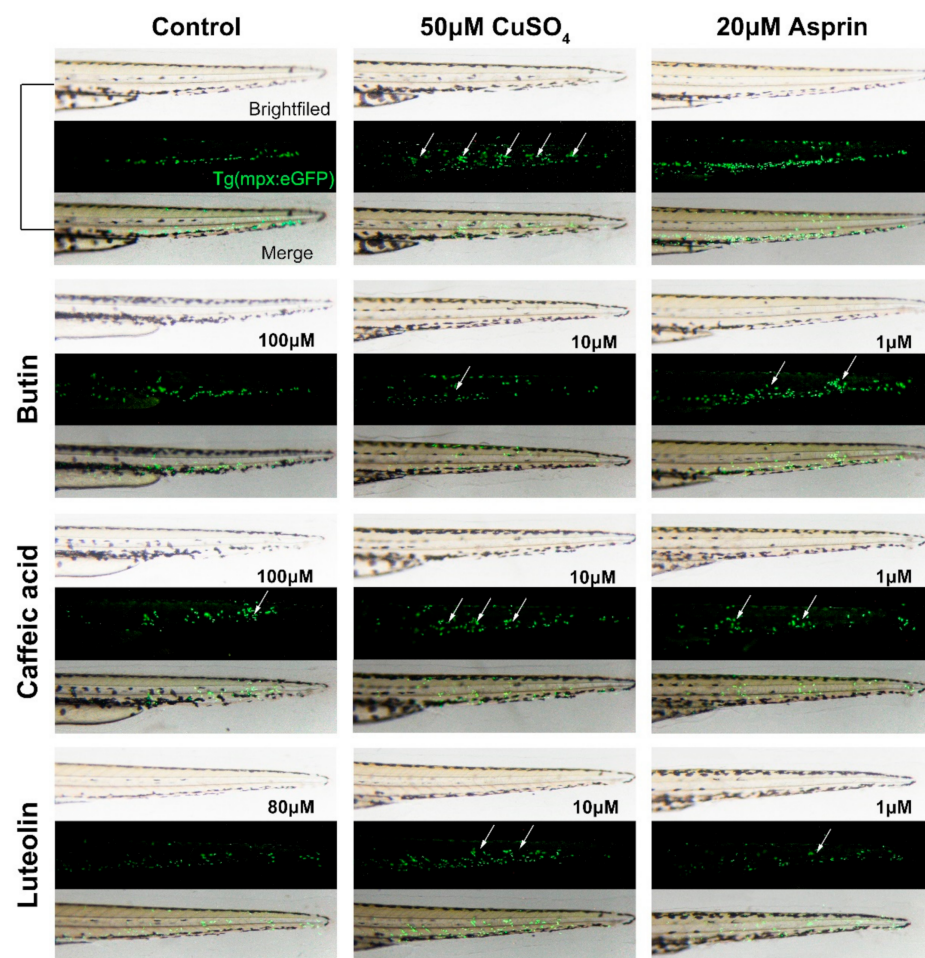 Control 50µM CuSO₄ 20µM Asprin
Brightfiled
Tg(mpx:eGFP)
Merge
Butin
100µM 10µM 1µM
Caffeic acid
100µM 10µM 1µM
Luteolin
80µM 10µM 1µM